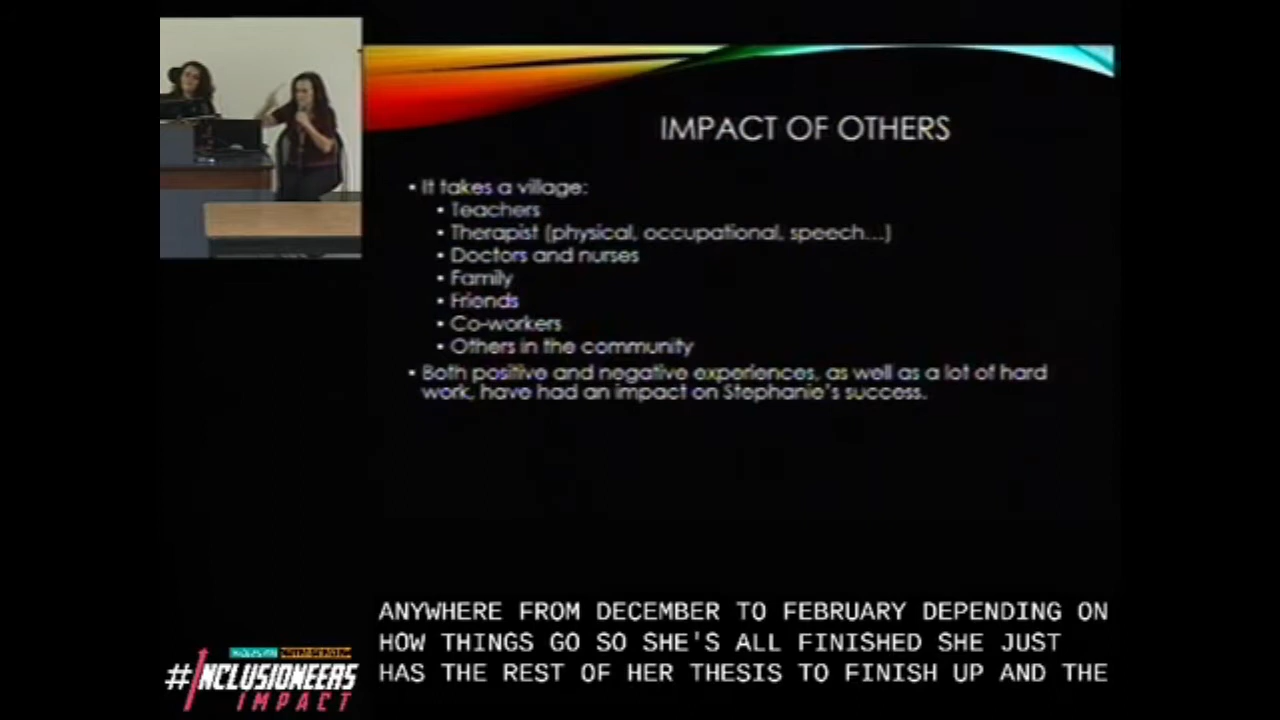 IMPACT OF OTHERS
• It takes a village:
• Teachers
• Therapist (physical, occupational, speech...)
• Doctors and nurses
• Family
• Friends
• Co-workers
• Others in the community
• Both positive and negative experiences, as well as a lot of hard
work, have had an impact on Stephanie's success.
ANYWHERE FROM DECEMBER TO FEBRUARY DEPENDING ON
HOW THINGS GO SO SHE'S ALL FINISHED SHE JUST
HAS THE REST OF HER THESIS TO FINISH UP AND THE
#INCLUSIONEERS
IMPACT